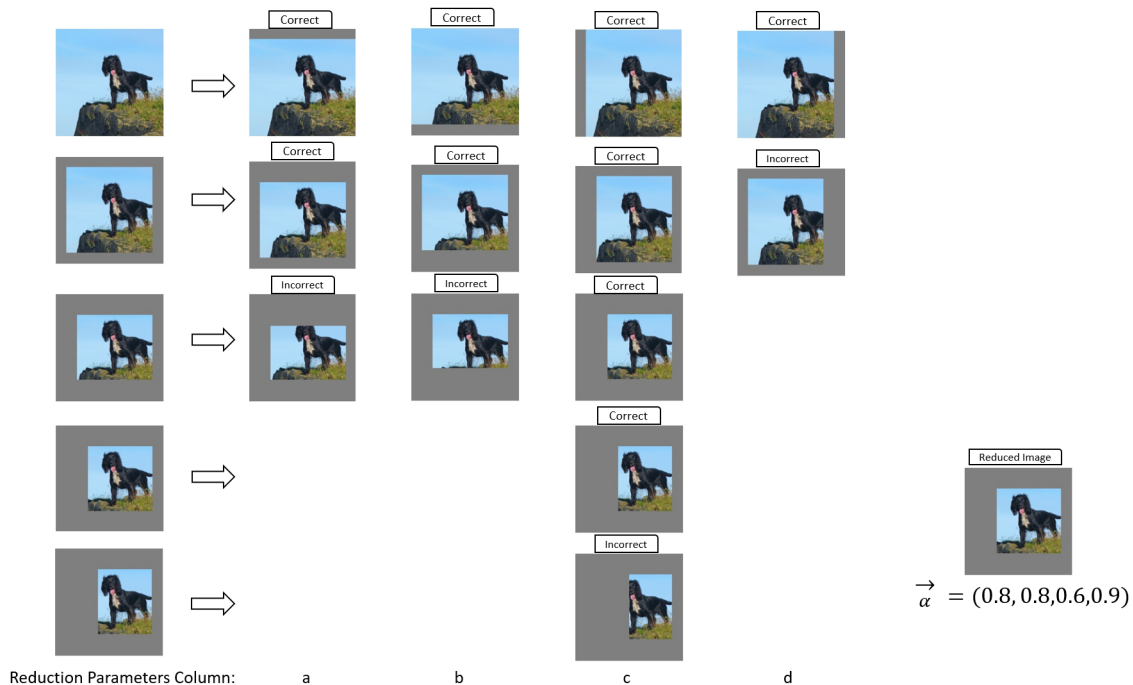 Correct
Correct
Correct
Correct
Correct
Correct
Correct
Incorrect
Incorrect
Incorrect
Correct
Correct
Reduced Image
Incorrect
α = (0.8, 0.8,0.6,0.9)
Reduction Parameters Column: a b c d